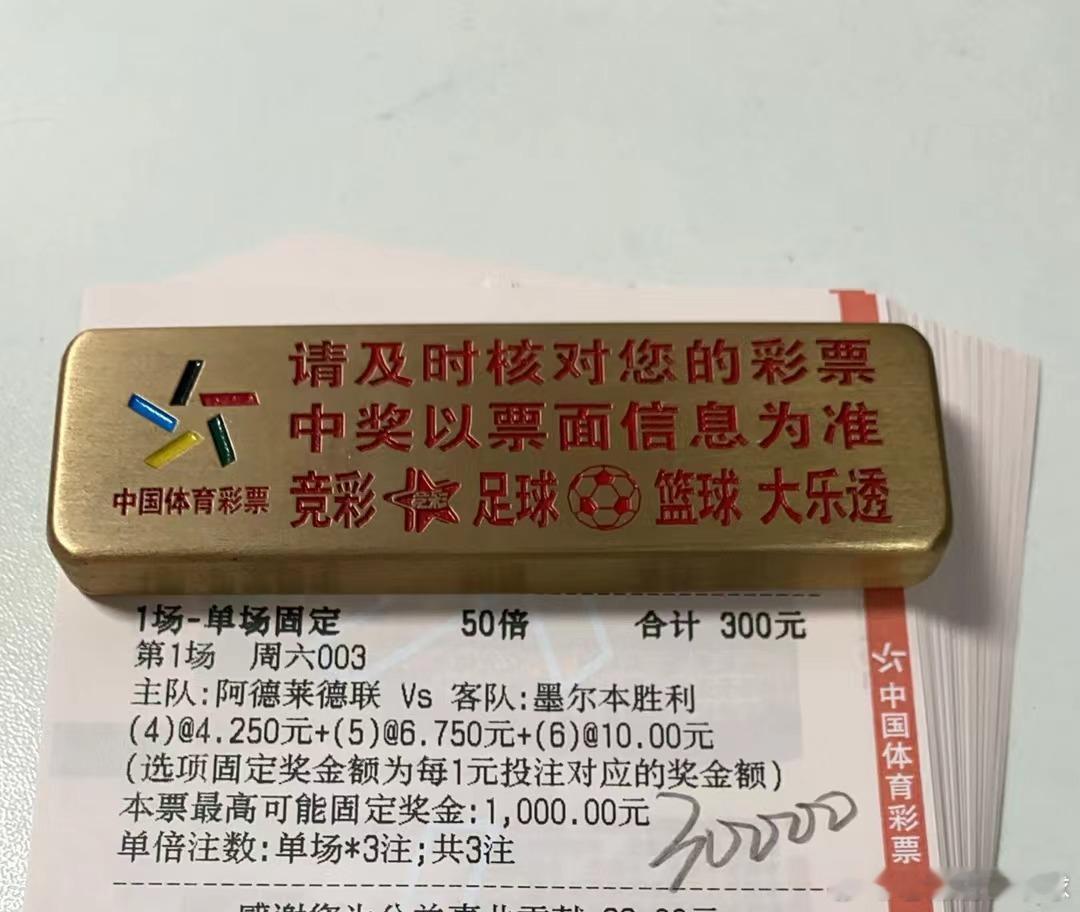 请及时核对您的彩票
中奖以票面信息为准
中国体育彩票
竞彩 足球 篮球 大乐透
1场-单场固定 50倍 合计 300元
第1场 周六003
主队:阿德莱德联 Vs 客队:墨尔本胜利
(4)@4.250元+(5)@6.750元+(6)@10.00元
(选项固定奖金额为每1元投注对应的奖金额)
本票最高可能固定奖金:1,000.00元
30000
单倍注数:单场*3注;共3注
中国体育彩票